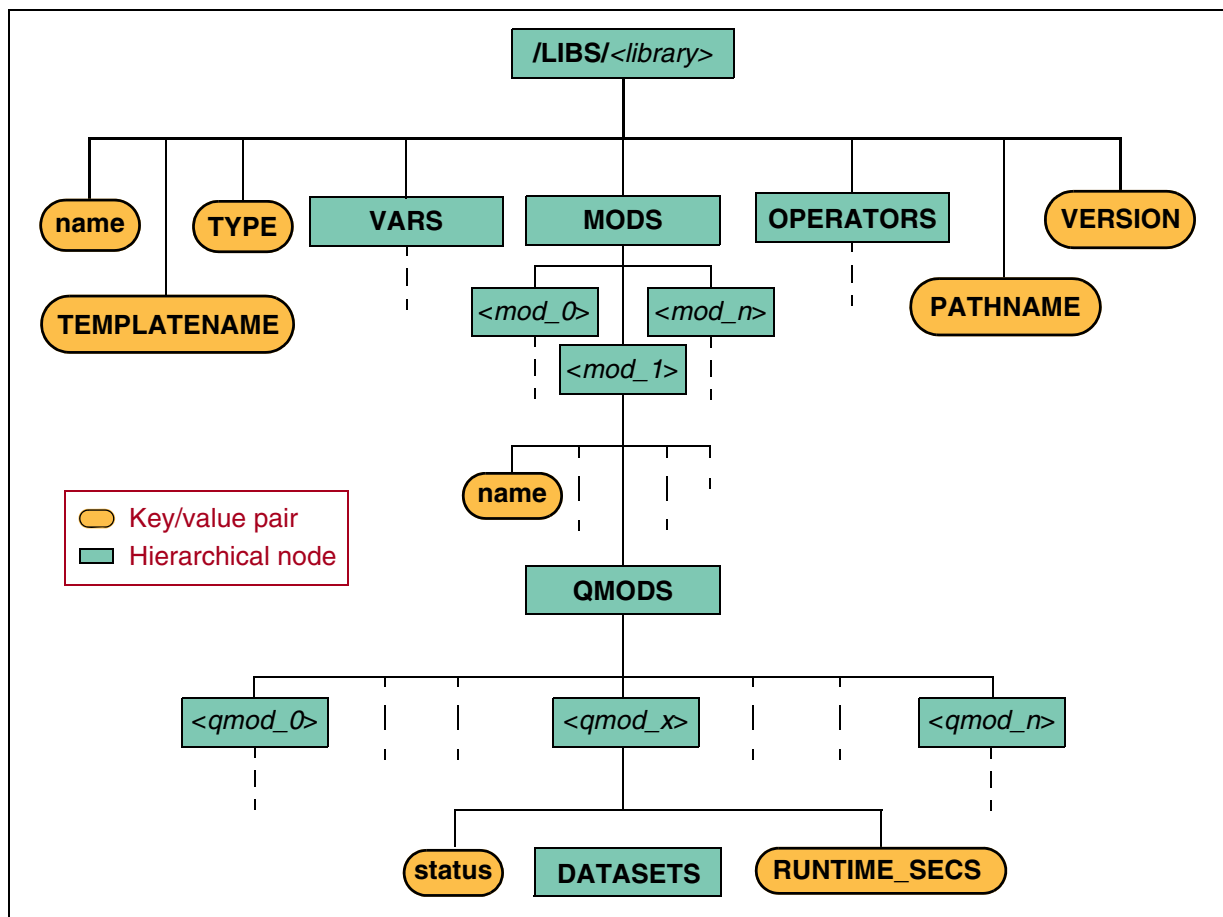 /LIBS/<library>
name
TYPE
VARS
MODS
OPERATORS
VERSION
TEMPLATENAME
<mod_0>
<mod_n>
PATHNAME
<mod_1>
name
Key/value pair
Hierarchical node
QMODS
<qmod_0>
<qmod_x>
<qmod_n>
status
DATASETS
RUNTIME_SECS